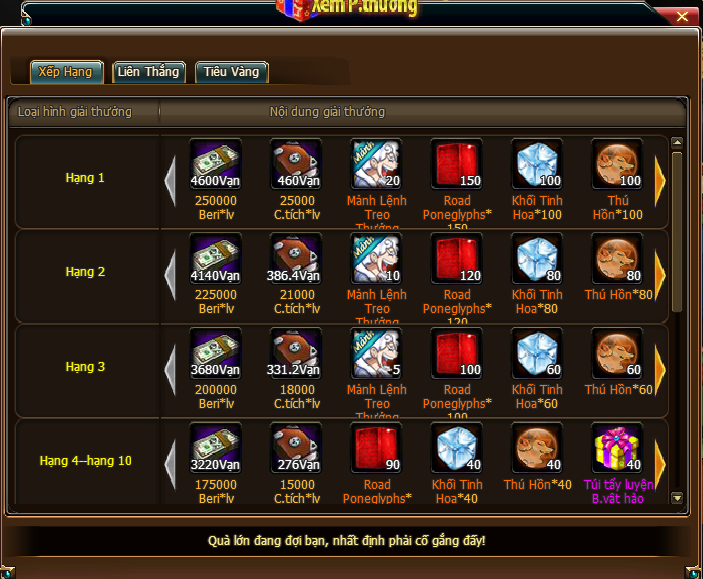 Xem P.thưởng
Xếp Hạng Liên Thắng Tiêu Vàng
Loại hình giải thưởng Nội dung giải thưởng
Hạng 1
4600Vạn 460Vạn Mảnh 20 150 100 100
250000 25000 Mảnh Lệnh Road Khối Tinh Thú
Beri*lv C.tích*lv Treo Poneglyphs* Hoa*100 Hồn*100
Thưởng 150
Hạng 2
4140Vạn 386.4Vạn Mảnh 10 120 80 80
225000 21000 Mảnh Lệnh Road Khối Tinh Thú Hồn*80
Beri*lv C.tích*lv Treo Poneglyphs* Hoa*80
Thưởng 120
Hạng 3
3680Vạn 331.2Vạn Mảnh 5 100 60 60
200000 18000 Mảnh Lệnh Road Khối Tinh Thú Hồn*60
Beri*lv C.tích*lv Treo Poneglyphs* Hoa*60
Thưởng 100
Hạng 4--hạng 10
3220Vạn 276Vạn 90 40 40 40
175000 15000 Road Khối Tinh Thú Hồn*40 Túi tẩy luyện
Beri*lv C.tích*lv Poneglyphs* Hoa*40 B.vật hảo
Quà lớn đang đợi bạn, nhất định phải cố gắng đấy!